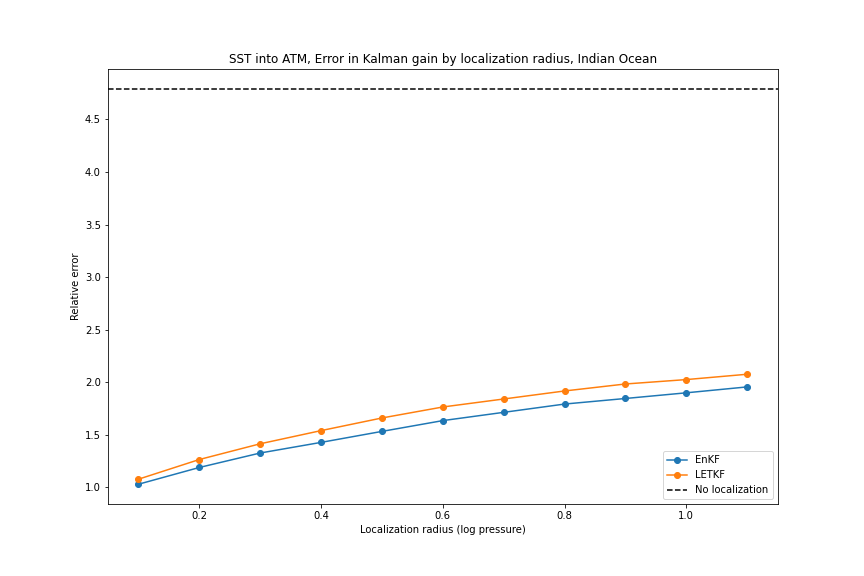 SST into ATM, Error in Kalman gain by localization radius, Indian Ocean
Relative error
4.5
4.0
3.5
3.0
2.5
2.0
1.5
1.0
0.2
0.4
0.6
0.8
1.0
Localization radius (log pressure)
EnKF
LETKF
No localization